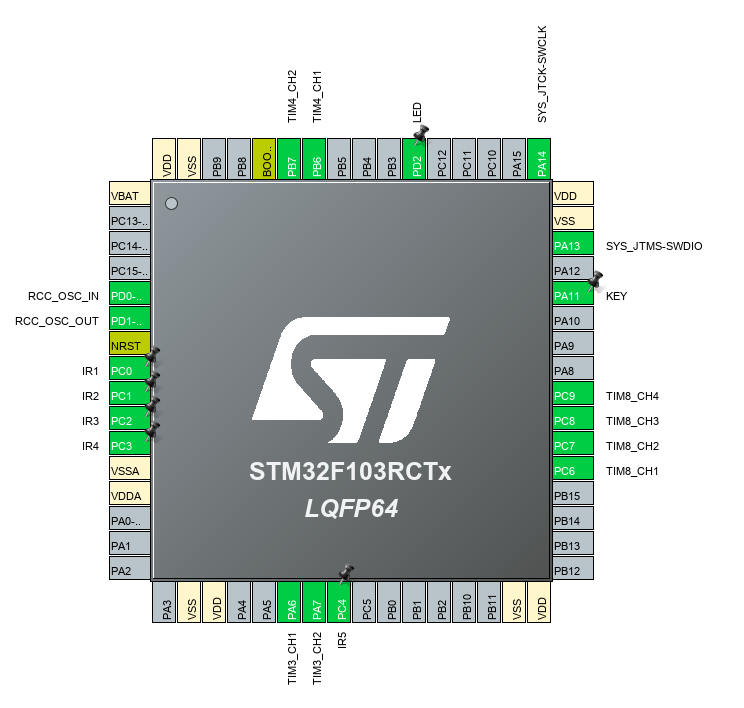 TIM4_CH2
TIM4_CH1
LED
SYS_JTCK-SWCLK
VDD
VSS
PB9
PB8
BOO..
PB7
PB6
PB5
PB4
PB3
PD2
PC12
PC11
PC10
PA15
PA14
VBAT
PC13-..
PC14-..
PC15-..
RCC_OSC_IN PD0-..
RCC_OSC_OUT PD1-..
NRST
IR1 PC0
IR2 PC1
IR3 PC2
IR4 PC3
VSSA
VDDA
PA0-..
PA1
PA2
VDD
VSS
PA13 SYS_JTMS-SWDIO
PA12
PA11 KEY
PA10
PA9
PA8
PC9 TIM8_CH4
PC8 TIM8_CH3
PC7 TIM8_CH2
PC6 TIM8_CH1
PB15
PB14
PB13
PB12
ST
STM32F103RCTx
LQFP64
PA3
VSS
VDD
PA4
PA5
PA6
PA7
PC4
PC5
PB0
PB1
PB2
PB10
PB11
VSS
VDD
TIM3_CH1
TIM3_CH2
IR5